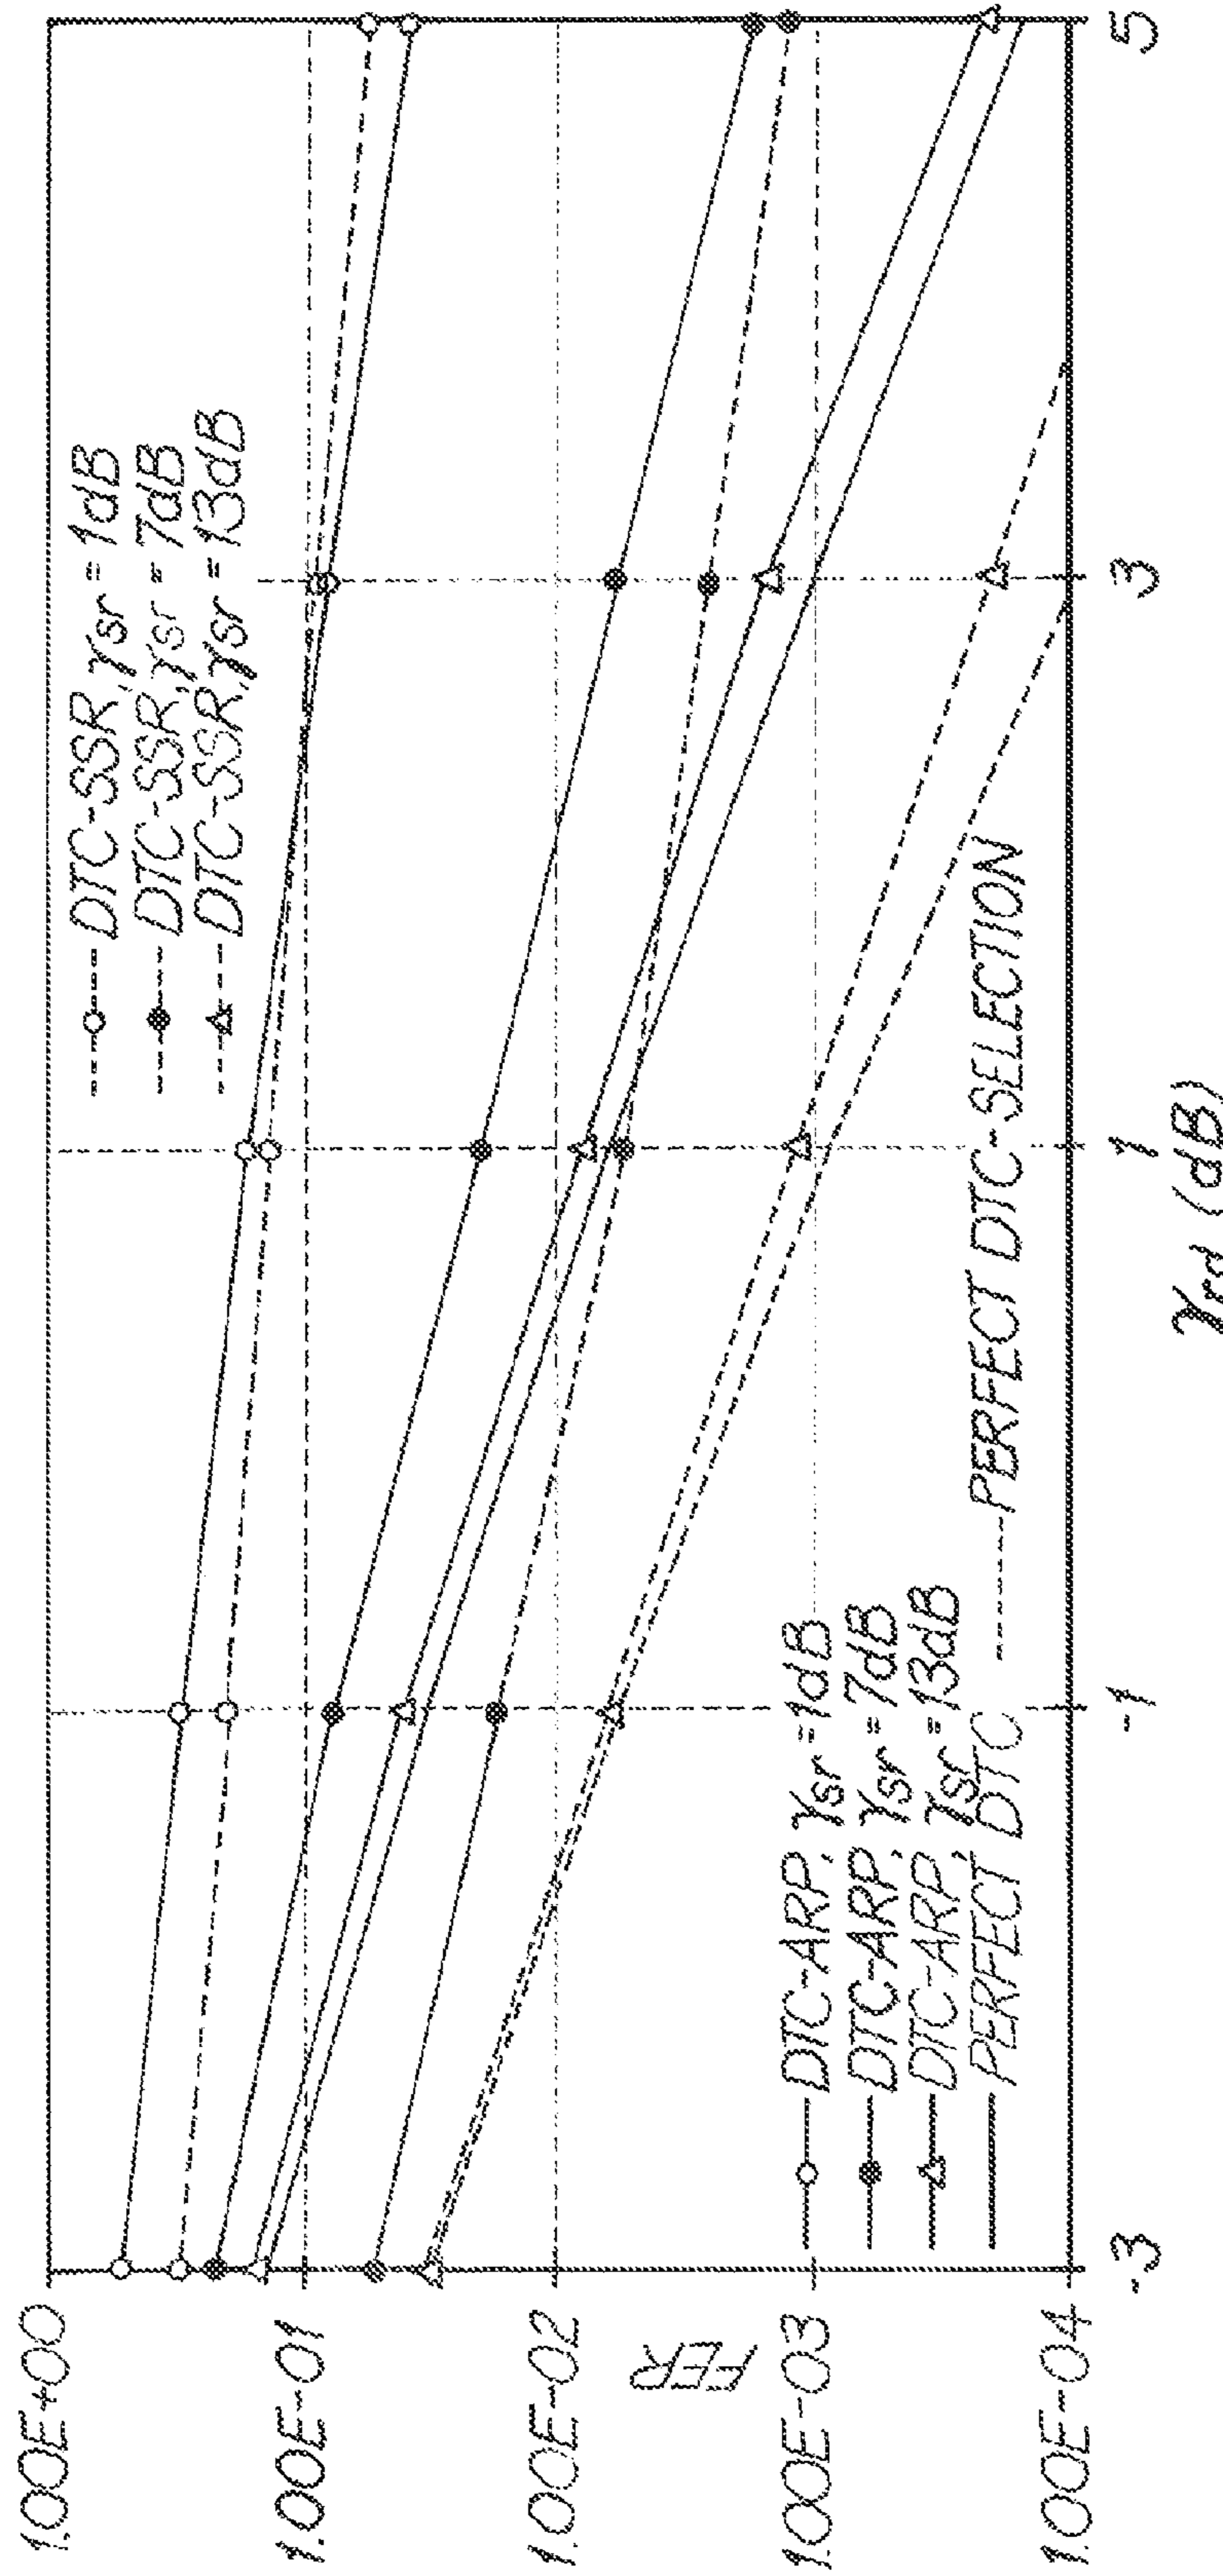 DTC-SSR, γsr = 1dB
DTC-SSR, γsr = 7dB
DTC-SSR, γsr = 13dB
1.00E+00
1.00E-01
1.00E-02
1.00E-03
1.00E-04
FER
DTC-ARP, γsr = 1dB
DTC-ARP, γsr = 7dB
DTC-ARP, γsr = 13dB
PERFECT DTC
PERFECT DTC-SELECTION
-3 -1 1 3 5
γrd (dB)